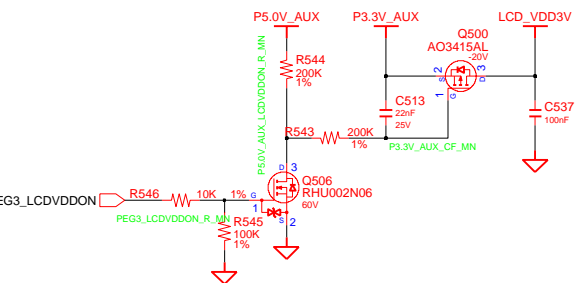 P5.0V_AUX
P3.3V_AUX
LCD_VDD3V
Q500
AO3415AL
-20V
R544
200K
1%
2
S
D
3
1
G
C513
22nF
25V
C537
100nF
P5.0V_AUX_LCDVDDON_R_MN
R543
200K
1%
P3.3V_AUX_CF_MN
D
3
Q506
RHU002N06
60V
EG3_LCDVDDON
R546
10K
1%
G
1
S
2
PEG3_LCDVDDON_R_MN
R545
100K
1%